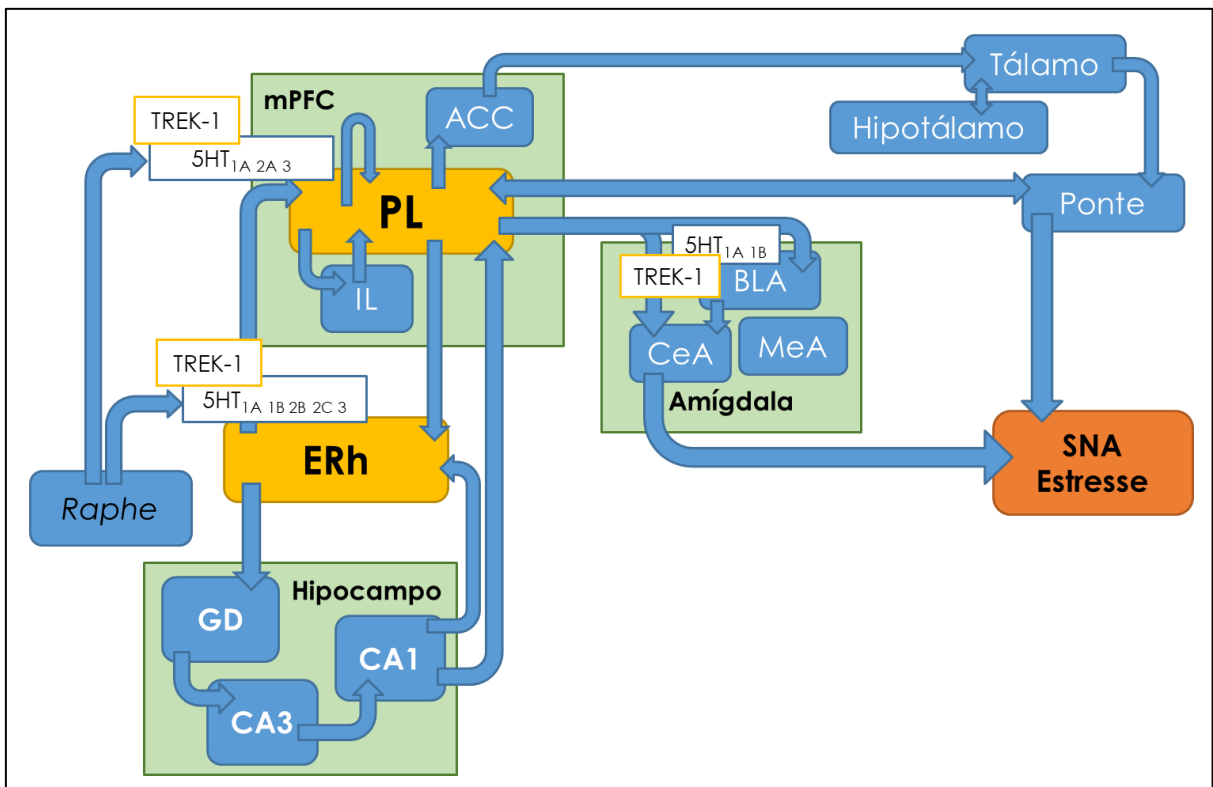 mPFC
ACC
Tálamo
Hipotálamo
Ponte
TREK-1
5HT1A 2A 3
PL
IL
5HT1A 1B
TREK-1
BLA
CeA
MeA
Amígdala
TREK-1
5HT1A 1B 2B 2C 3
ERh
Raphe
SNA
Estresse
Hipocampo
GD
CA1
CA3